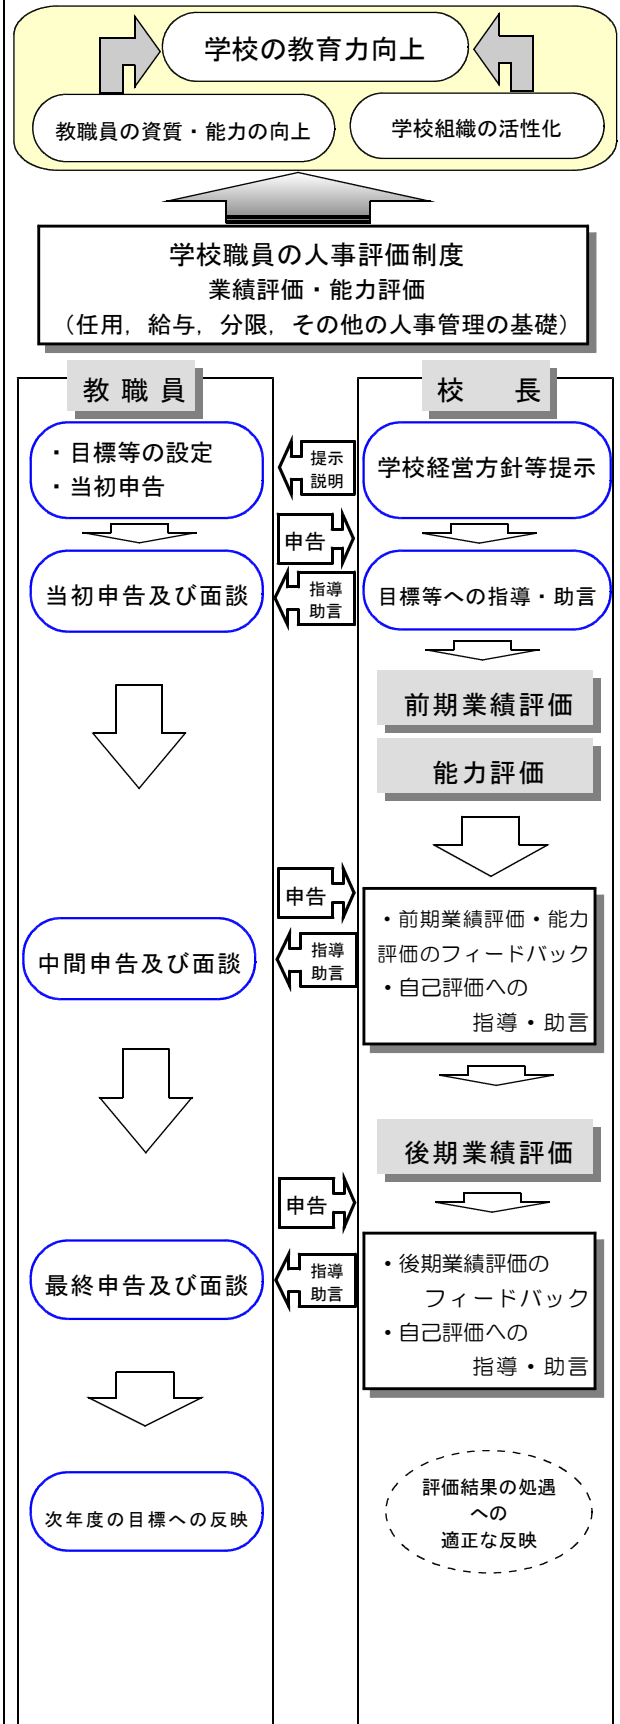 学校の教育力向上
教職員の資質・能力の向上
学校組織の活性化
学校職員の人事評価制度
業績評価・能力評価
（任用，給与，分限，その他の人事管理の基礎）
教職員
校　長
・目標等の設定
・当初申告
提示
説明
学校経営方針等提示
申告
当初申告及び面談
指導
助言
目標等への指導・助言
前期業績評価
能力評価
申告
中間申告及び面談
指導
助言
・前期業績評価・能力
評価のフィードバック
・自己評価への
指導・助言
後期業績評価
申告
最終申告及び面談
指導
助言
・後期業績評価の
フィードバック
・自己評価への
指導・助言
次年度の目標への反映
評価結果の処遇
への
適正な反映